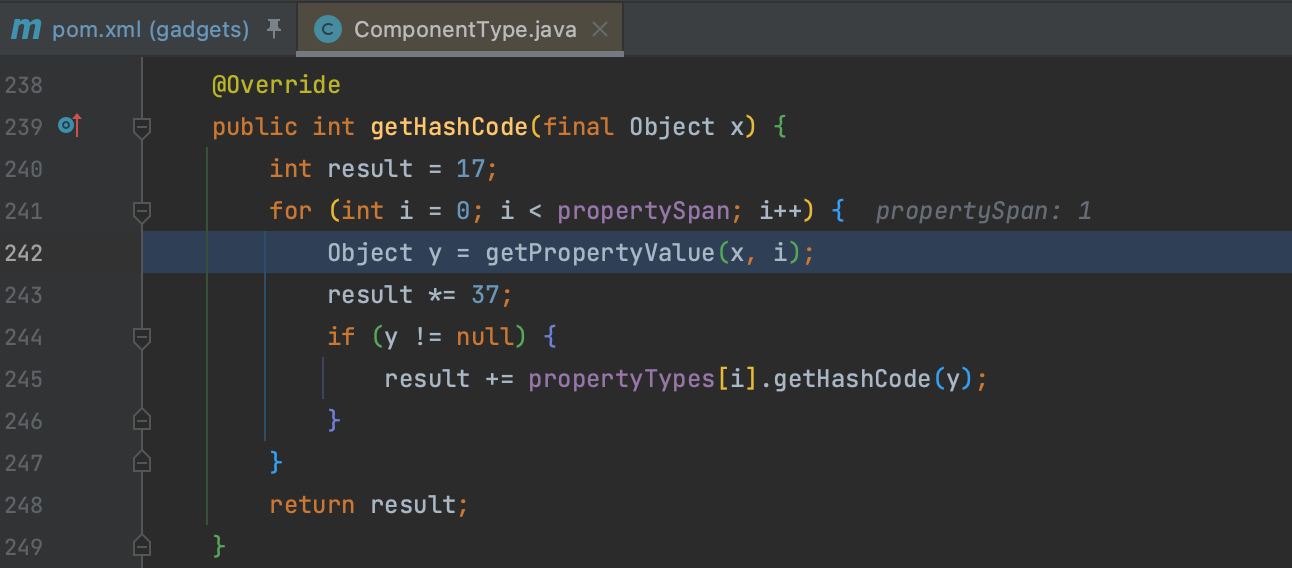 m pom.xml (gadgets) C ComponentType.java
238 @Override
239 public int getHashCode(final Object x) {
240 int result = 17;
241 for (int i = 0; i < propertySpan; i++) { propertySpan: 1
242 Object y = getPropertyValue(x, i);
243 result *= 37;
244 if (y != null) {
245 result += propertyTypes[i].getHashCode(y);
246 }
247 }
248 return result;
249 }